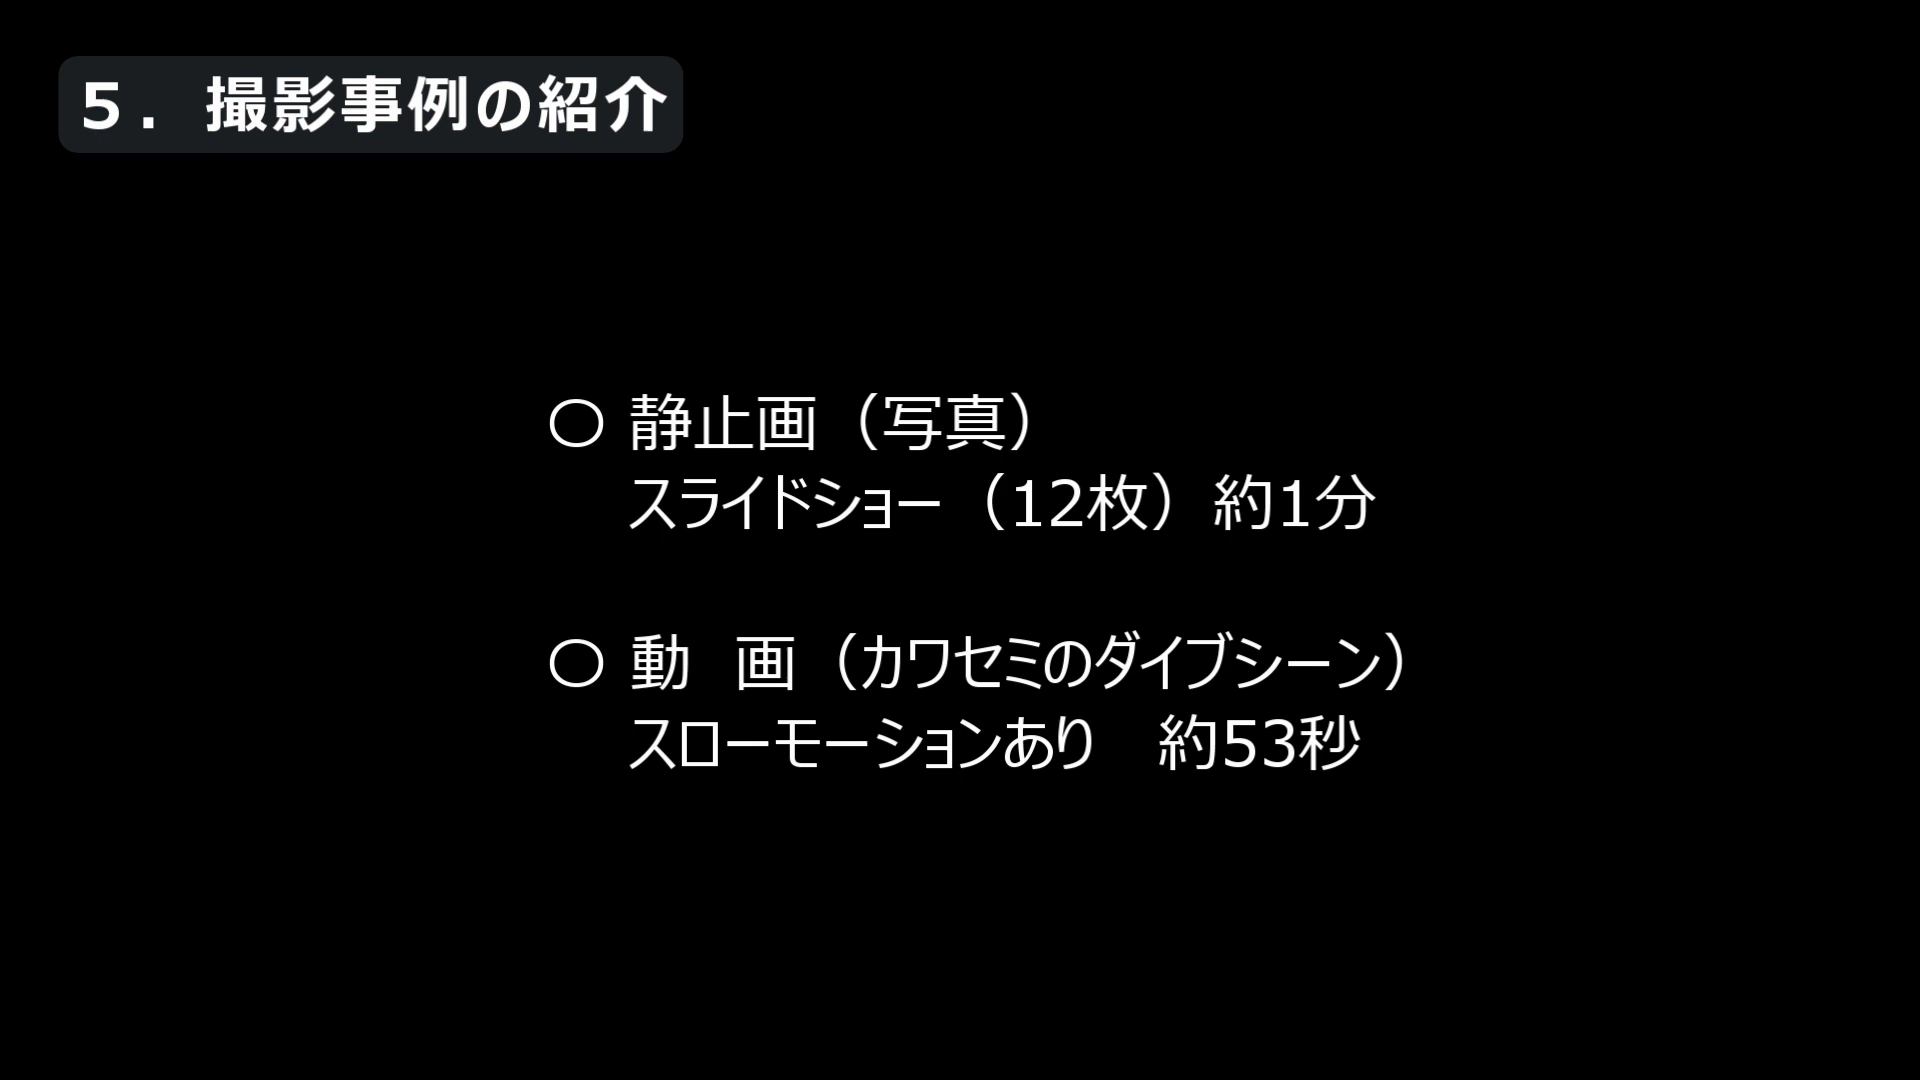 ５．撮影事例の紹介
〇 静止画（写真）
スライドショー（12枚）約1分
〇 動　画（カワセミのダイブシーン）
スローモーションあり　約53秒